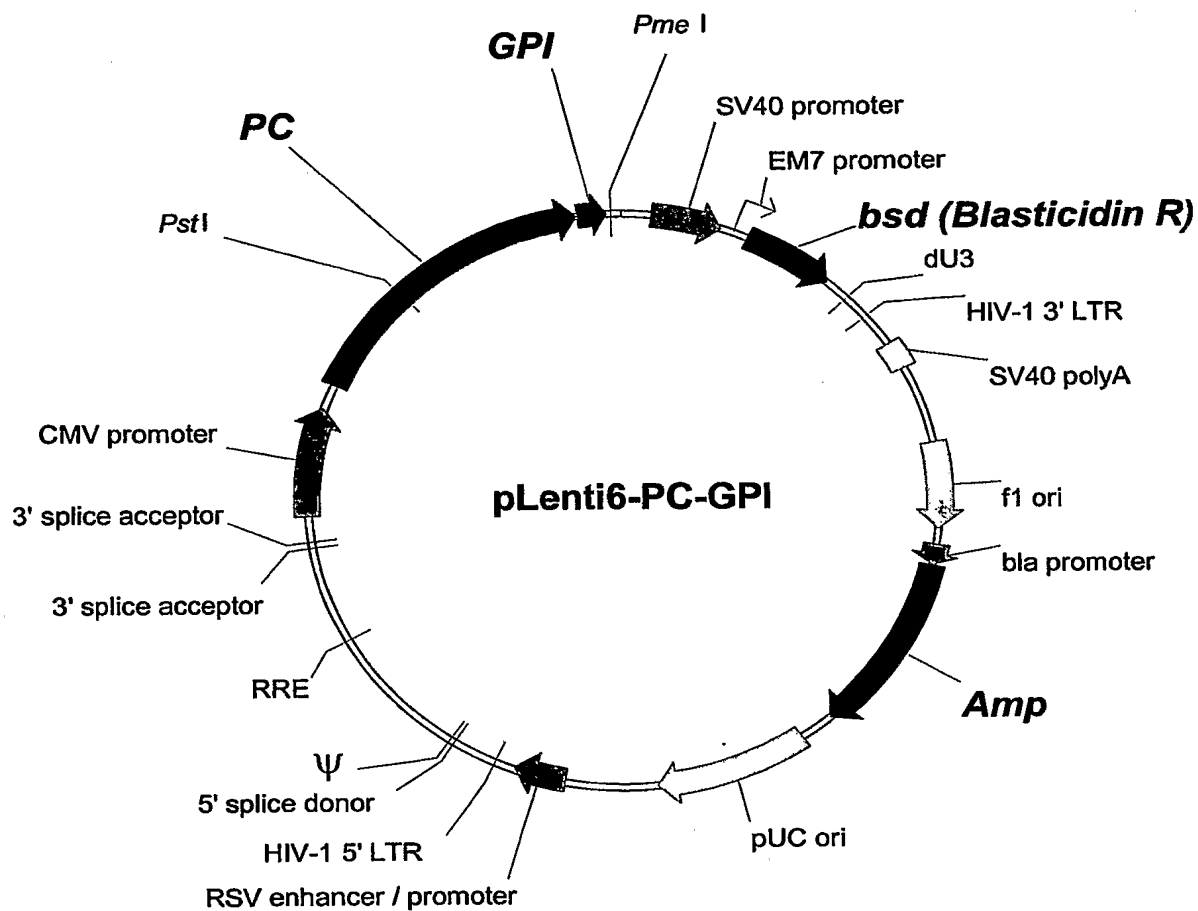 Pme I
GPI
SV40 promoter
PC
EM7 promoter
PstI
bsd (Blasticidin R)
dU3
HIV-1 3' LTR
SV40 polyA
CMV promoter
pLenti6-PC-GPI
f1 ori
3' splice acceptor
bla promoter
3' splice acceptor
RRE
Amp
Ψ
5' splice donor
pUC ori
HIV-1 5' LTR
RSV enhancer / promoter